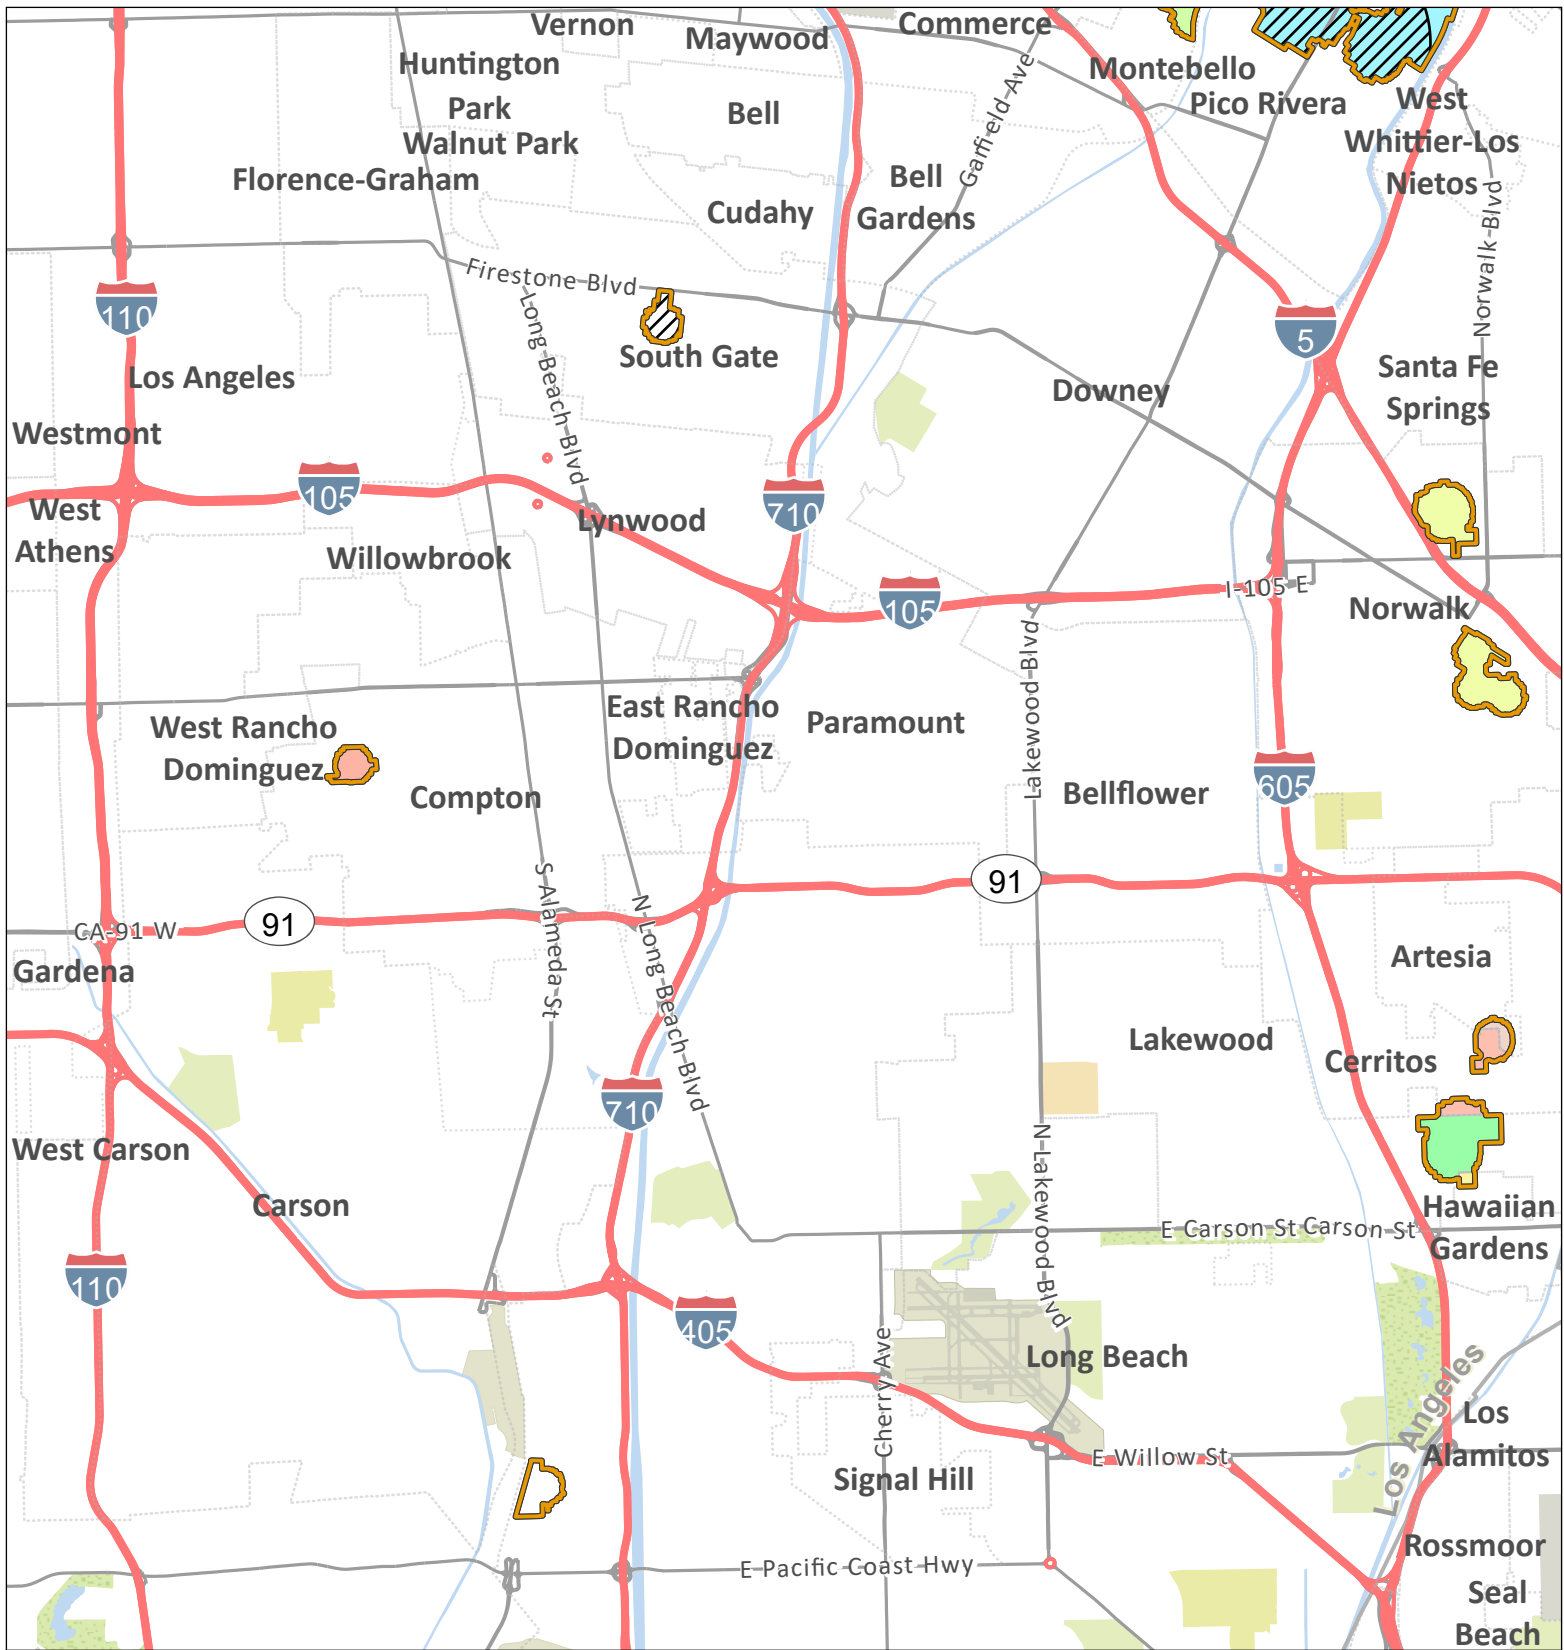 Vernon
Maywood
Commerce
Huntington
Park
Walnut Park
Bell
Montebello
Pico Rivera
West
Whittier-Los
Nietos
Garfield Ave
Florence-Graham
Cudahy
Bell
Gardens
Norwalk Blvd
Firestone Blvd
Long Beach Blvd
110
South Gate
5
Los Angeles
Downey
Santa Fe
Springs
Westmont
105
710
West
Athens
Lynwood
Willowbrook
105
I-105 E
Norwalk
Lakewood Blvd
West Rancho
Dominguez
East Rancho
Dominguez
Paramount
Compton
Bellflower
605
91
91
CA-91 W
S Alameda St
N Long Beach Blvd
Gardena
Artesia
Lakewood
Cerritos
710
West Carson
Carson
N Lakewood Blvd
Hawaiian
Gardens
E Carson St
Carson St
110
405
Cherry Ave
Long Beach
Los Angeles
Los
Alamitos
Signal Hill
E Willow St
Rossmoor
E Pacific Coast Hwy
Seal
Beach